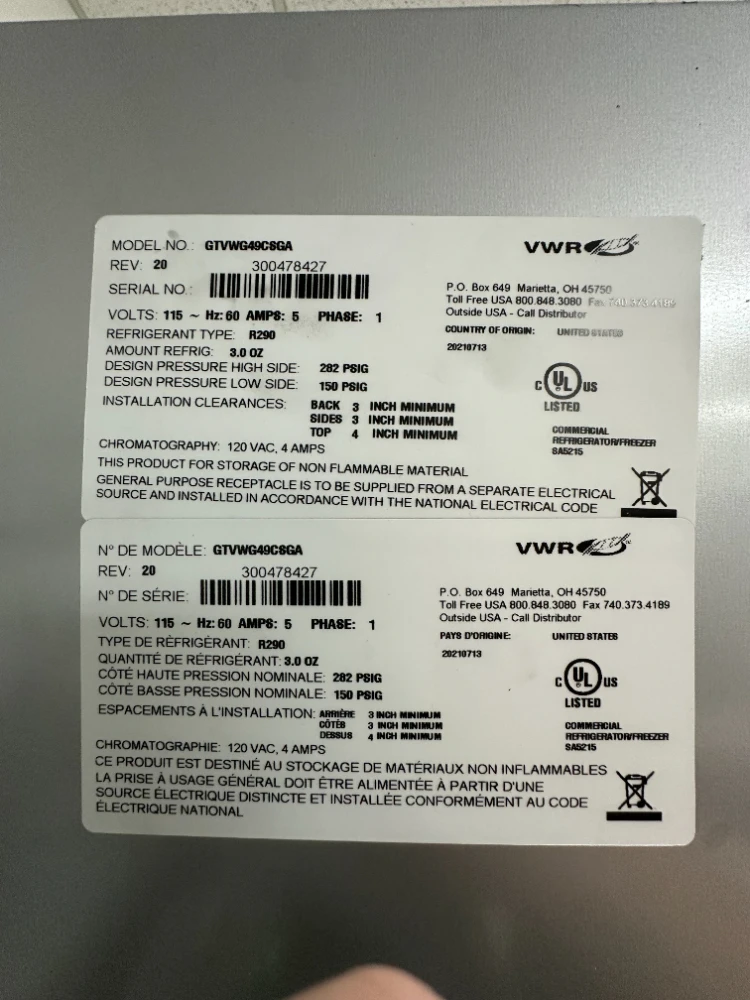 MODEL NO.: GTVWG49CSGA
VWR
REV: 20
300478427
SERIAL NO.:
P.O. Box 649 Marietta, OH 45750
Toll Free USA 800.848.3080 Fax 740.373.4189
Outside USA - Call Distributor
VOLTS: 115 ~ Hz: 60 AMPS: 5 PHASE: 1
COUNTRY OF ORIGIN: UNITED STATES
REFRIGERANT TYPE: R290
20210713
AMOUNT REFRIG: 3.0 OZ
DESIGN PRESSURE HIGH SIDE: 282 PSIG
DESIGN PRESSURE LOW SIDE: 150 PSIG
C UL US
LISTED
INSTALLATION CLEARANCES: BACK 3 INCH MINIMUM
SIDES 3 INCH MINIMUM
TOP 4 INCH MINIMUM
COMMERCIAL
REFRIGERATOR/FREEZER
SA5215
CHROMATOGRAPHY: 120 VAC, 4 AMPS
THIS PRODUCT FOR STORAGE OF NON FLAMMABLE MATERIAL
GENERAL PURPOSE RECEPTACLE IS TO BE SUPPLIED FROM A SEPARATE ELECTRICAL
SOURCE AND INSTALLED IN ACCORDANCE WITH THE NATIONAL ELECTRICAL CODE
N° DE MODÈLE: GTVWG49CSGA
VWR
REV: 20
300478427
N° DE SÉRIE:
P.O. Box 649 Marietta, OH 45750
Toll Free USA 800.848.3080 Fax 740.373.4189
Outside USA - Call Distributor
VOLTS: 115 ~ Hz: 60 AMPS: 5 PHASE: 1
PAYS D'ORIGINE: UNITED STATES
TYPE DE RÉFRIGÉRANT: R290
20210713
QUANTITÉ DE RÉFRIGÉRANT: 3.0 OZ
CÔTÉ HAUTE PRESSION NOMINALE: 282 PSIG
CÔTÉ BASSE PRESSION NOMINALE: 150 PSIG
C UL US
LISTED
ESPACEMENTS À L'INSTALLATION: ARRIÈRE 3 INCH MINIMUM
CÔTÉS 3 INCH MINIMUM
DESSUS 4 INCH MINIMUM
COMMERCIAL
REFRIGERATOR/FREEZER
SA5215
CHROMATOGRAPHIE: 120 VAC, 4 AMPS
CE PRODUIT EST DESTINÉ AU STOCKAGE DE MATÉRIAUX NON INFLAMMABLES
LA PRISE À USAGE GÉNÉRAL DOIT ÊTRE ALIMENTÉE À PARTIR D'UNE
SOURCE ÉLECTRIQUE DISTINCTE ET INSTALLÉE CONFORMÉMENT AU CODE
ÉLECTRIQUE NATIONAL